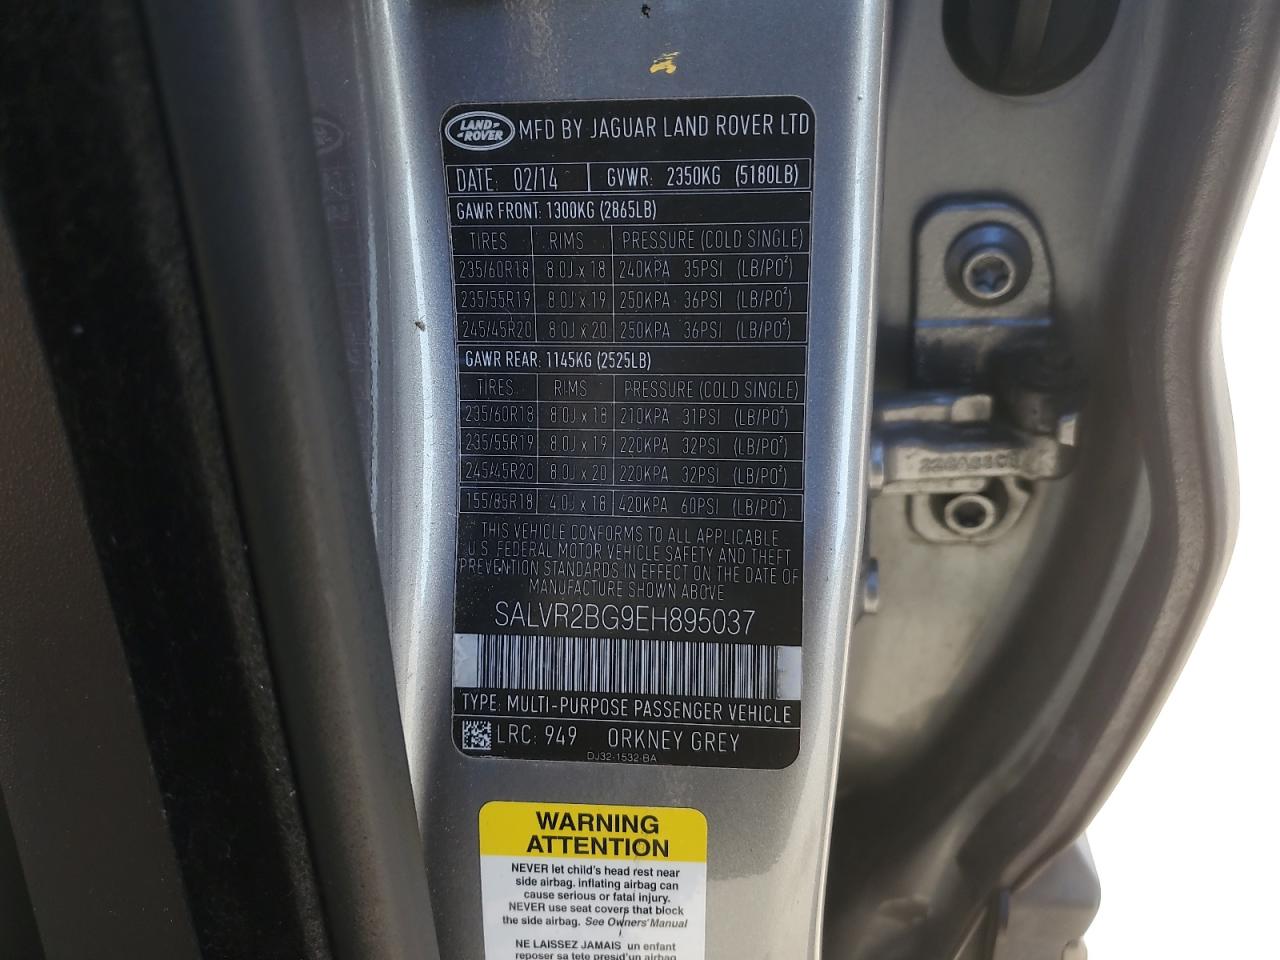 LAND-
-ROVER
MFD BY JAGUAR LAND ROVER LTD
DATE: 02/14 GVWR: 2350KG (5180LB)
GAWR FRONT: 1300KG (2865LB)
TIRES RIMS PRESSURE (COLD SINGLE)
235/60R18 8.0J x 18 240KPA 35PSI (LB/PO²)
235/55R19 8.0J x 19 250KPA 36PSI (LB/PO²)
245/45R20 8.0J x 20 250KPA 36PSI (LB/PO²)
GAWR REAR: 1145KG (2525LB)
TIRES RIMS PRESSURE (COLD SINGLE)
235/60R18 8.0J x 18 210KPA 31PSI (LB/PO²)
235/55R19 8.0J x 19 220KPA 32PSI (LB/PO²)
245/45R20 8.0J x 20 220KPA 32PSI (LB/PO²)
155/85R18 4.0J x 18 420KPA 60PSI (LB/PO²)
THIS VEHICLE CONFORMS TO ALL APPLICABLE
U.S. FEDERAL MOTOR VEHICLE SAFETY AND THEFT
PREVENTION STANDARDS IN EFFECT ON THE DATE OF
MANUFACTURE SHOWN ABOVE
SALVR2BG9EH895037
TYPE: MULTI-PURPOSE PASSENGER VEHICLE
LRC: 949 ORKNEY GREY
DJ32-1532-BA
WARNING
ATTENTION
NEVER let child's head rest near
side airbag. inflating airbag can
cause serious or fatal injury.
NEVER use seat covers that block
the side airbag. See Owners' Manual
NE LAISSEZ JAMAIS un enfant
reposer sa tete presid'un airbag